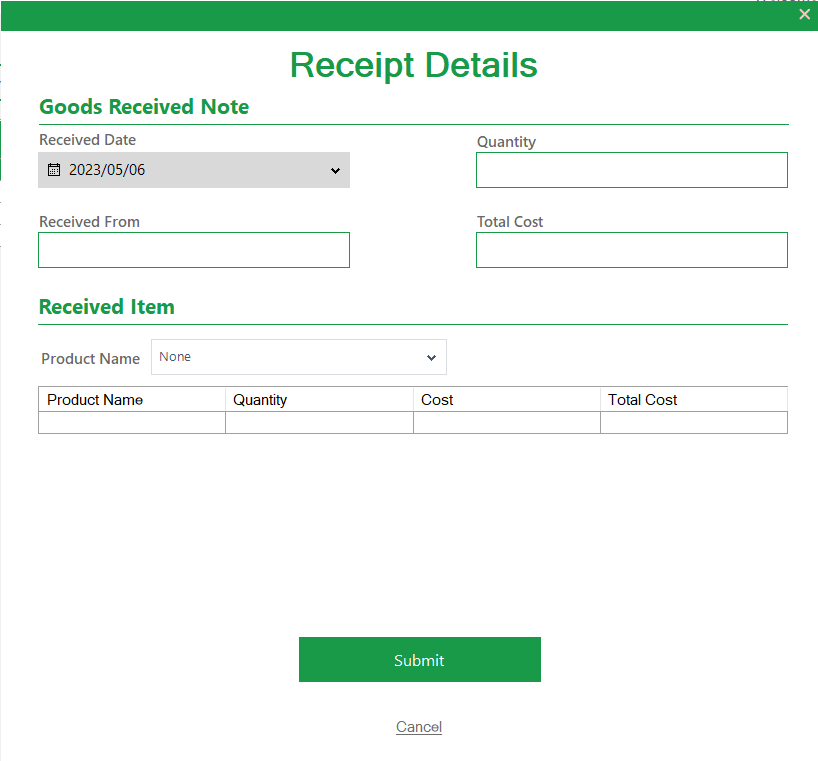 Receipt Details
Goods Received Note
Received Date
Quantity
2023/05/06
Received From
Total Cost
Received Item
Product Name
None
Product Name Quantity Cost Total Cost
Submit
Cancel